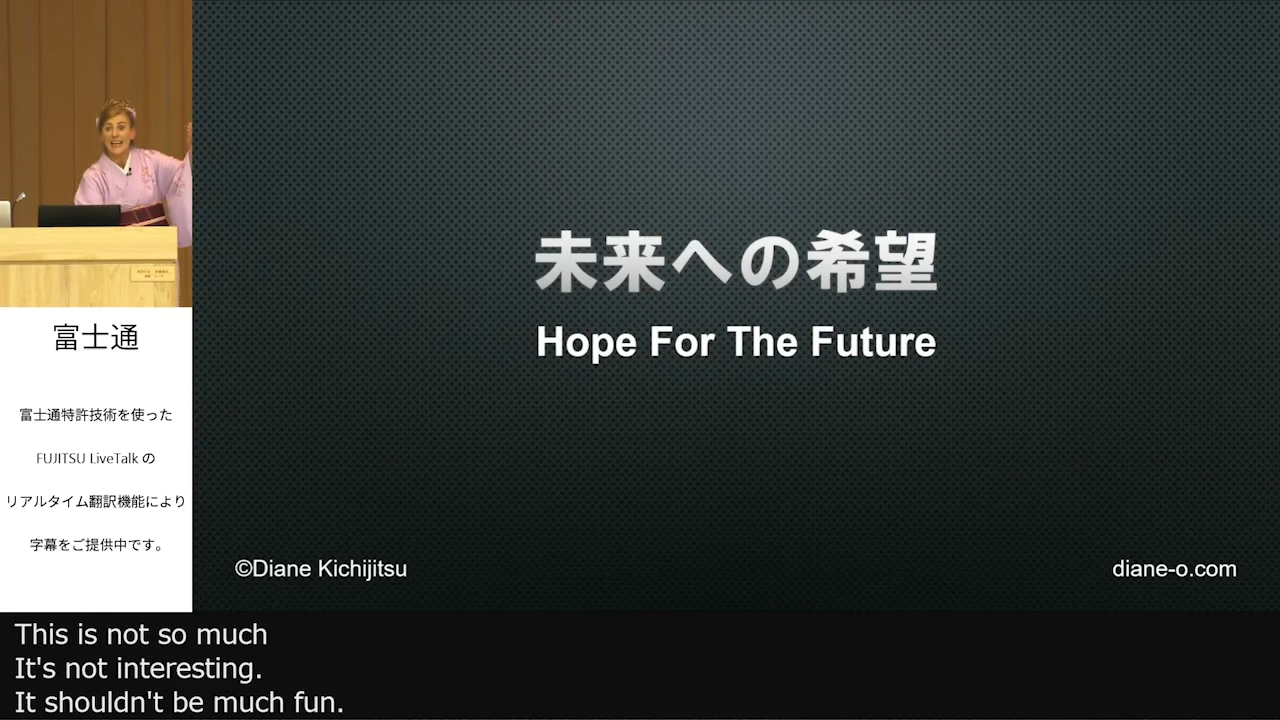 未来への希望
Hope For The Future
©Diane Kichijitsu
diane-o.com
富士通
富士通特許技術を使った
FUJITSU LiveTalk の
リアルタイム翻訳機能により
字幕をご提供中です。
This is not so much
It's not interesting.
It shouldn't be much fun.